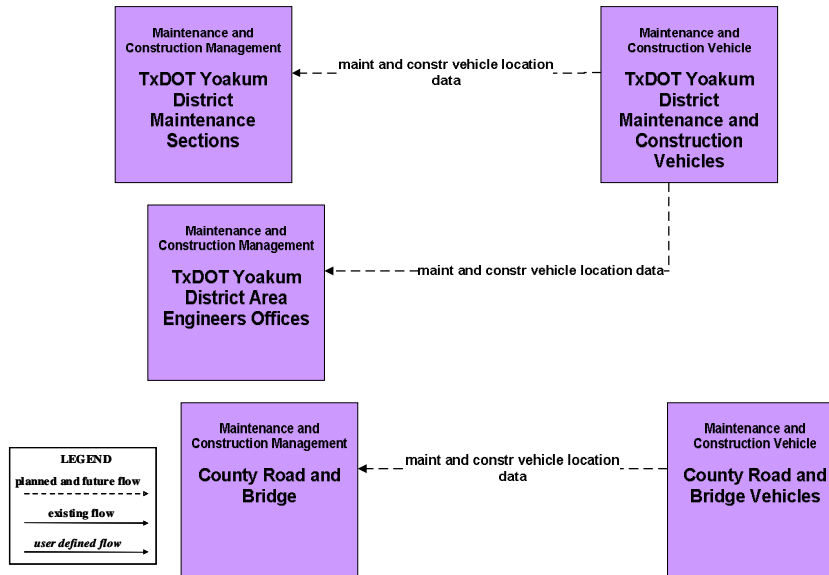 Maintenance and
Construction Management
TxDOT Yoakum
District
Maintenance
Sections
maint and constr vehicle location
data
Maintenance and
Construction Vehicle
TxDOT Yoakum
District
Maintenance and
Construction
Vehicles
Maintenance and
Construction Management
TxDOT Yoakum
District Area
Engineers Offices
maint and constr vehicle location data
Maintenance and
Construction Management
County Road and
Bridge
maint and constr vehicle location
data
Maintenance and
Construction Vehicle
County Road and
Bridge Vehicles
LEGEND
planned and future flow
existing flow
user defined flow